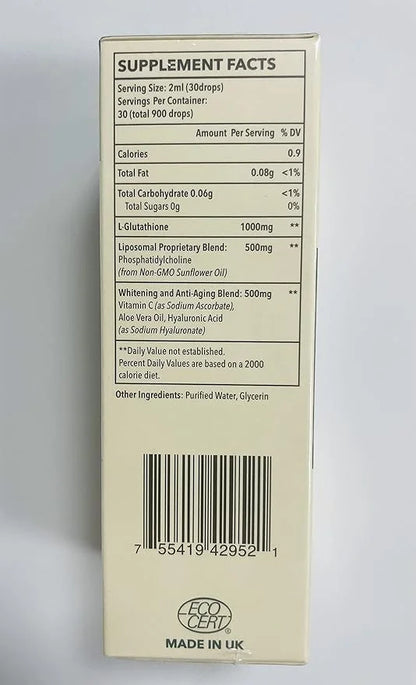 SUPPLEMENT FACTS
Serving Size: 2ml (30drops)
Servings Per Container:
30 (total 900 drops)
Amount Per Serving % DV
Calories 0.9
Total Fat 0.08g <1%
Total Carbohydrate 0.06g <1%
Total Sugars 0g 0%
L-Glutathione 1000mg **
Liposomal Proprietary Blend: 500mg **
Phosphatidylcholine
(from Non-GMO Sunflower Oil)
Whitening and Anti-Aging Blend: 500mg **
Vitamin C (as Sodium Ascorbate),
Aloe Vera Oil, Hyaluronic Acid
(as Sodium Hyaluronate)
**Daily Value not established.
Percent Daily Values are based on a 2000
calorie diet.
Other Ingredients: Purified Water, Glycerin
7 55419 42952 1
ECO
CERT®
MADE IN UK